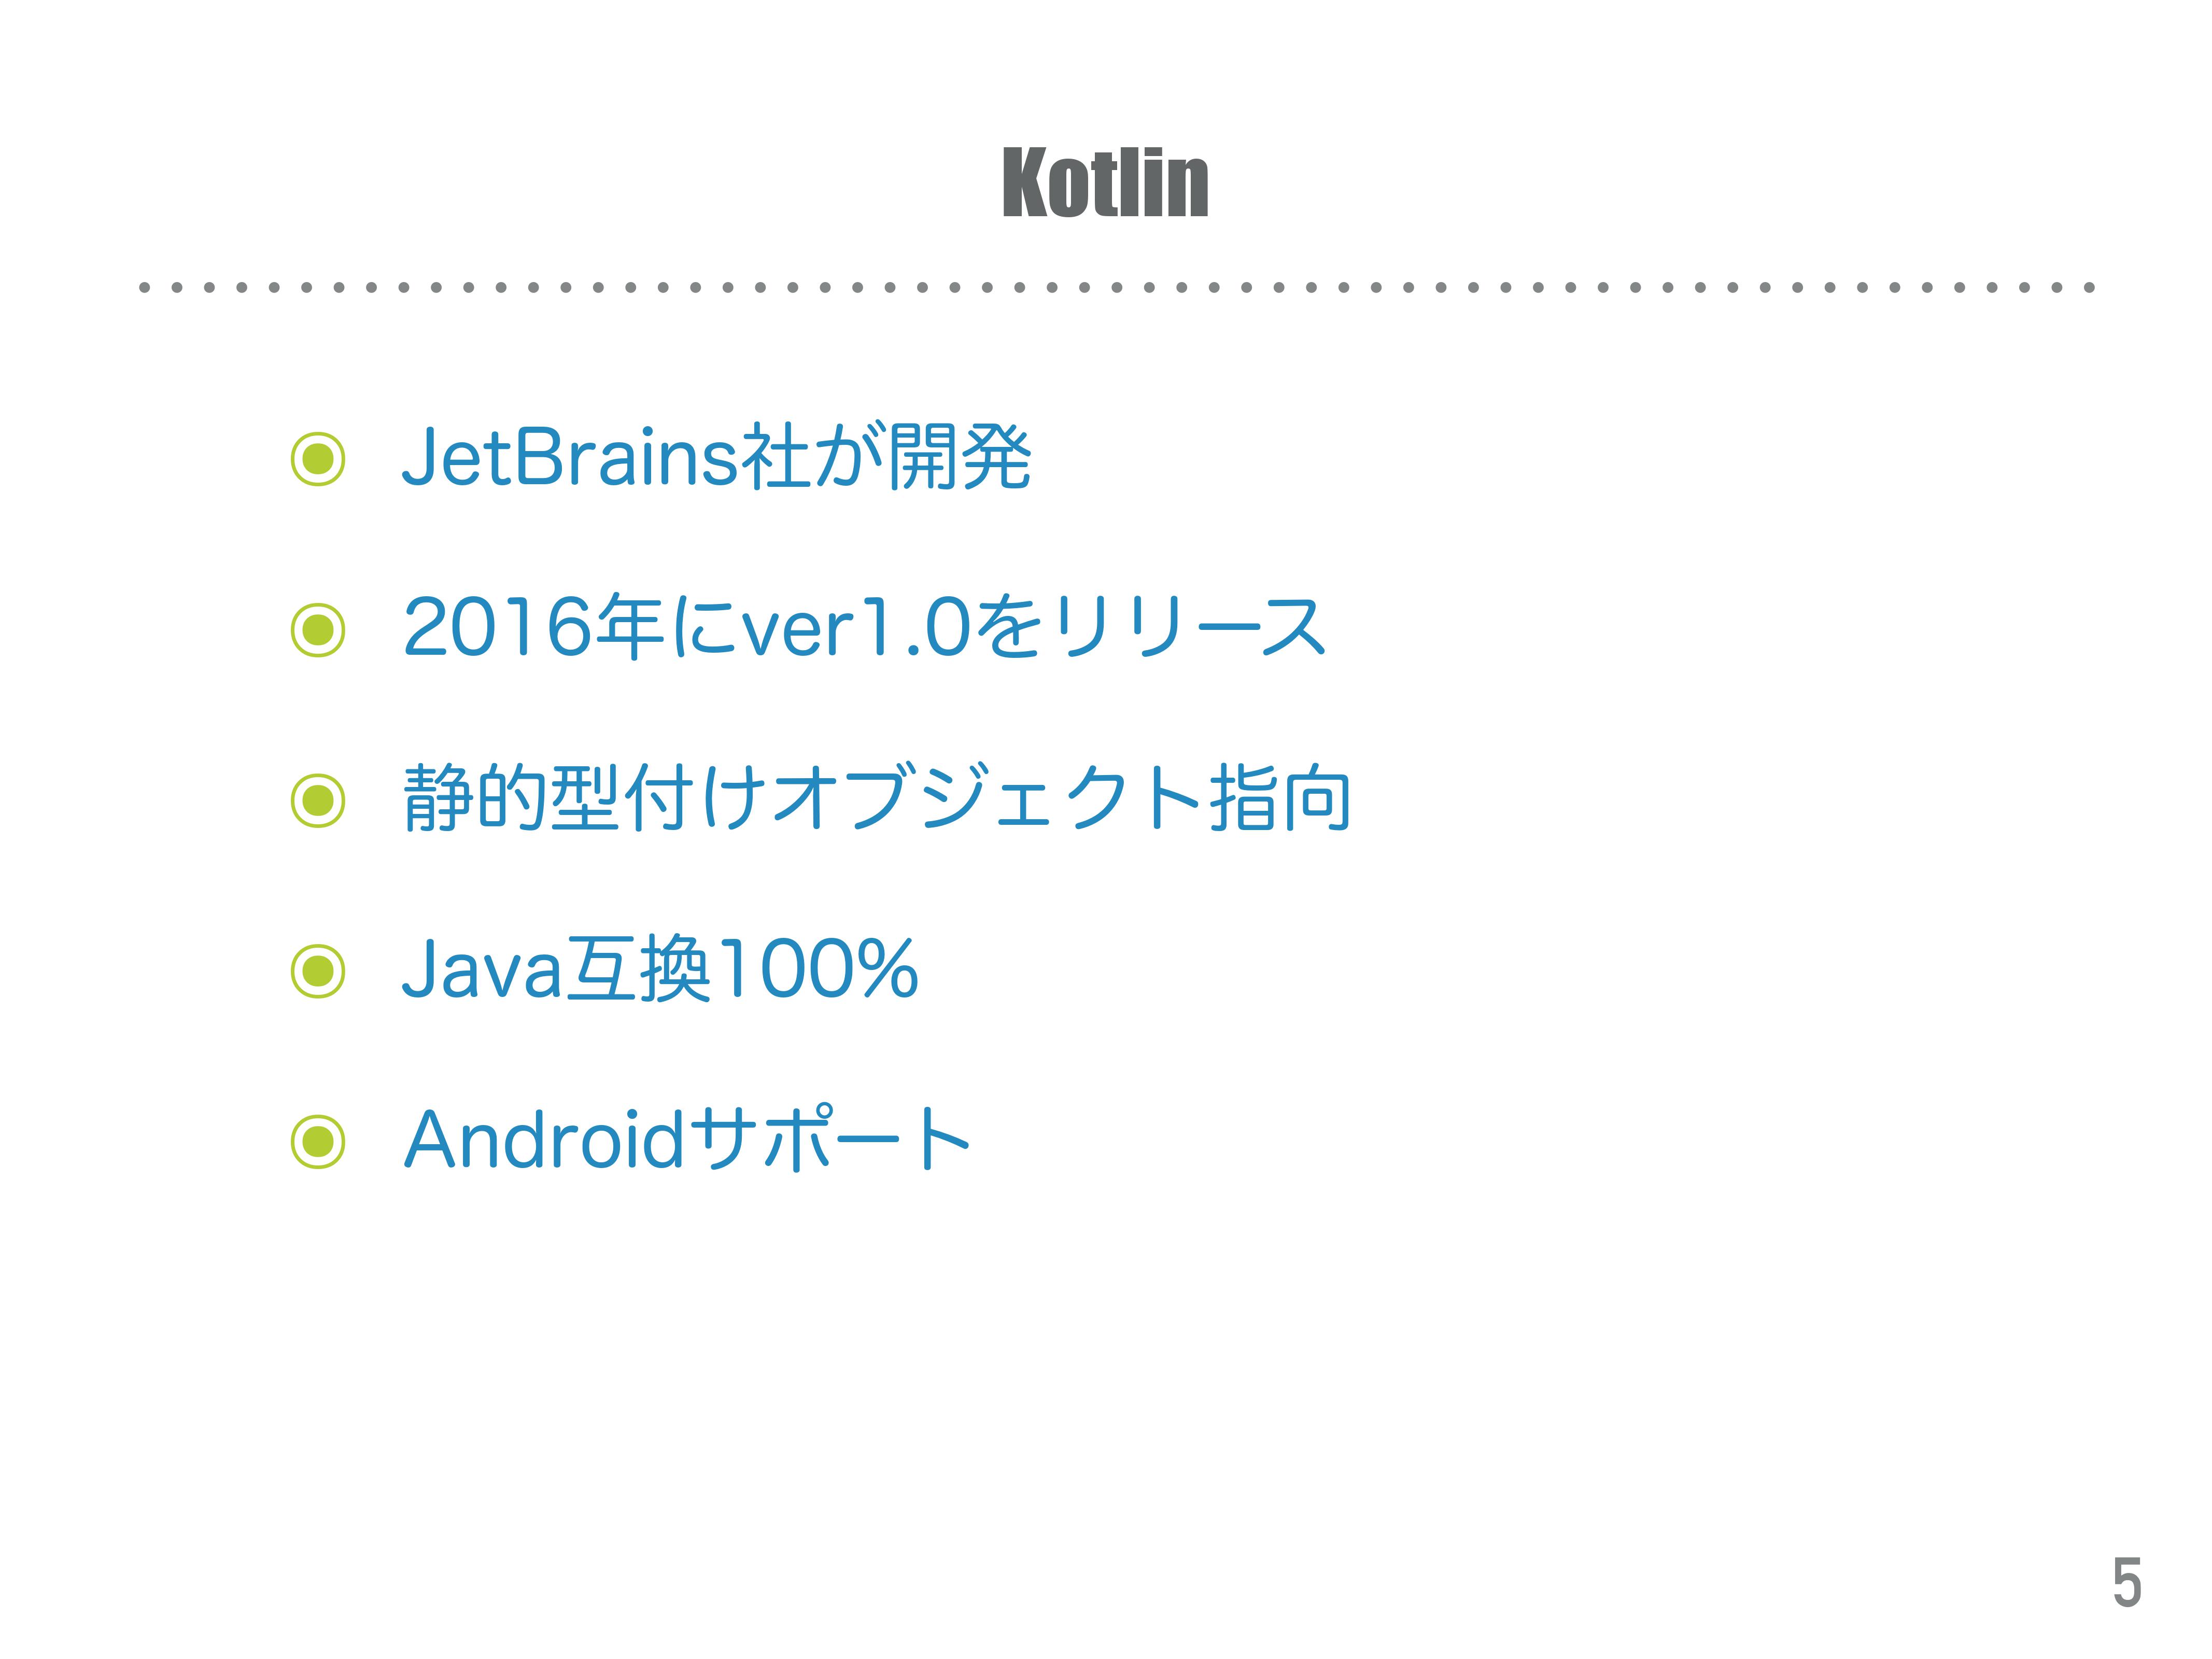 Kotlin
JetBrains社が開発
2016年にver1.0をリリース
静的型付けオブジェクト指向
Java互換100%
Androidサポート
5